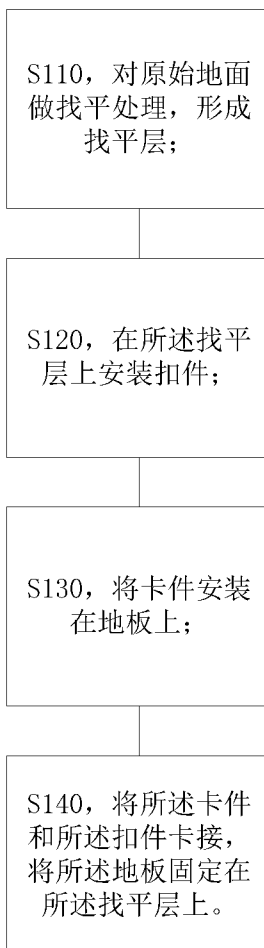 S110，对原始地面
做找平处理，形成
找平层；
S120，在所述找平
层上安装扣件；
S130，将卡件安装
在地板上；
S140，将所述卡件
和所述扣件卡接，
将所述地板固定在
所述找平层上。